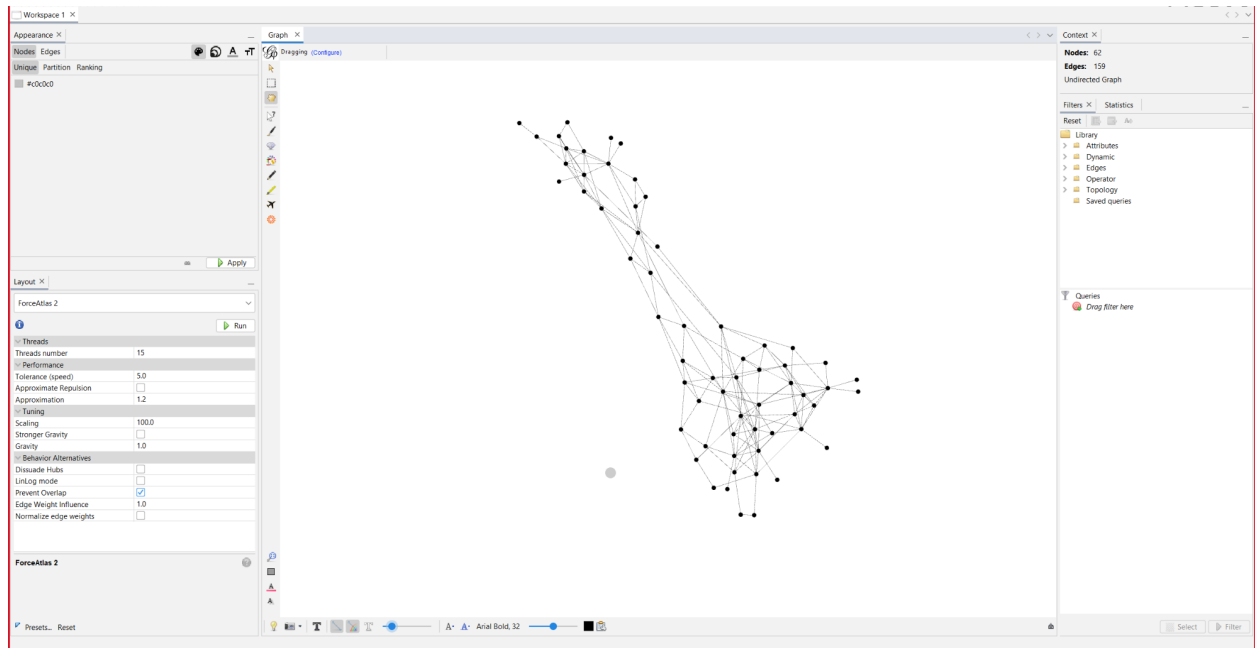 Workspace 1 ×
Appearance ×
Nodes Edges
Unique Partition Ranking
#c0c0c0
Apply
Layout ×
ForceAtlas 2
Run
Threads
Threads number 15
Performance
Tolerance (speed) 5.0
Approximate Repulsion
Approximation 1.2
Tuning
Scaling 100.0
Stronger Gravity
Gravity 1.0
Behavior Alternatives
Dissuade Hubs
LinLog mode
Prevent Overlap
Edge Weight Influence 1.0
Normalize edge weights
ForceAtlas 2
Presets... Reset
Graph ×
Dragging (Configure)
Arial Bold, 32
Context ×
Nodes: 62
Edges: 159
Undirected Graph
Filters × Statistics
Reset
Library
Attributes
Dynamic
Edges
Operator
Topology
Saved queries
Queries
Drag filter here
Select Filter